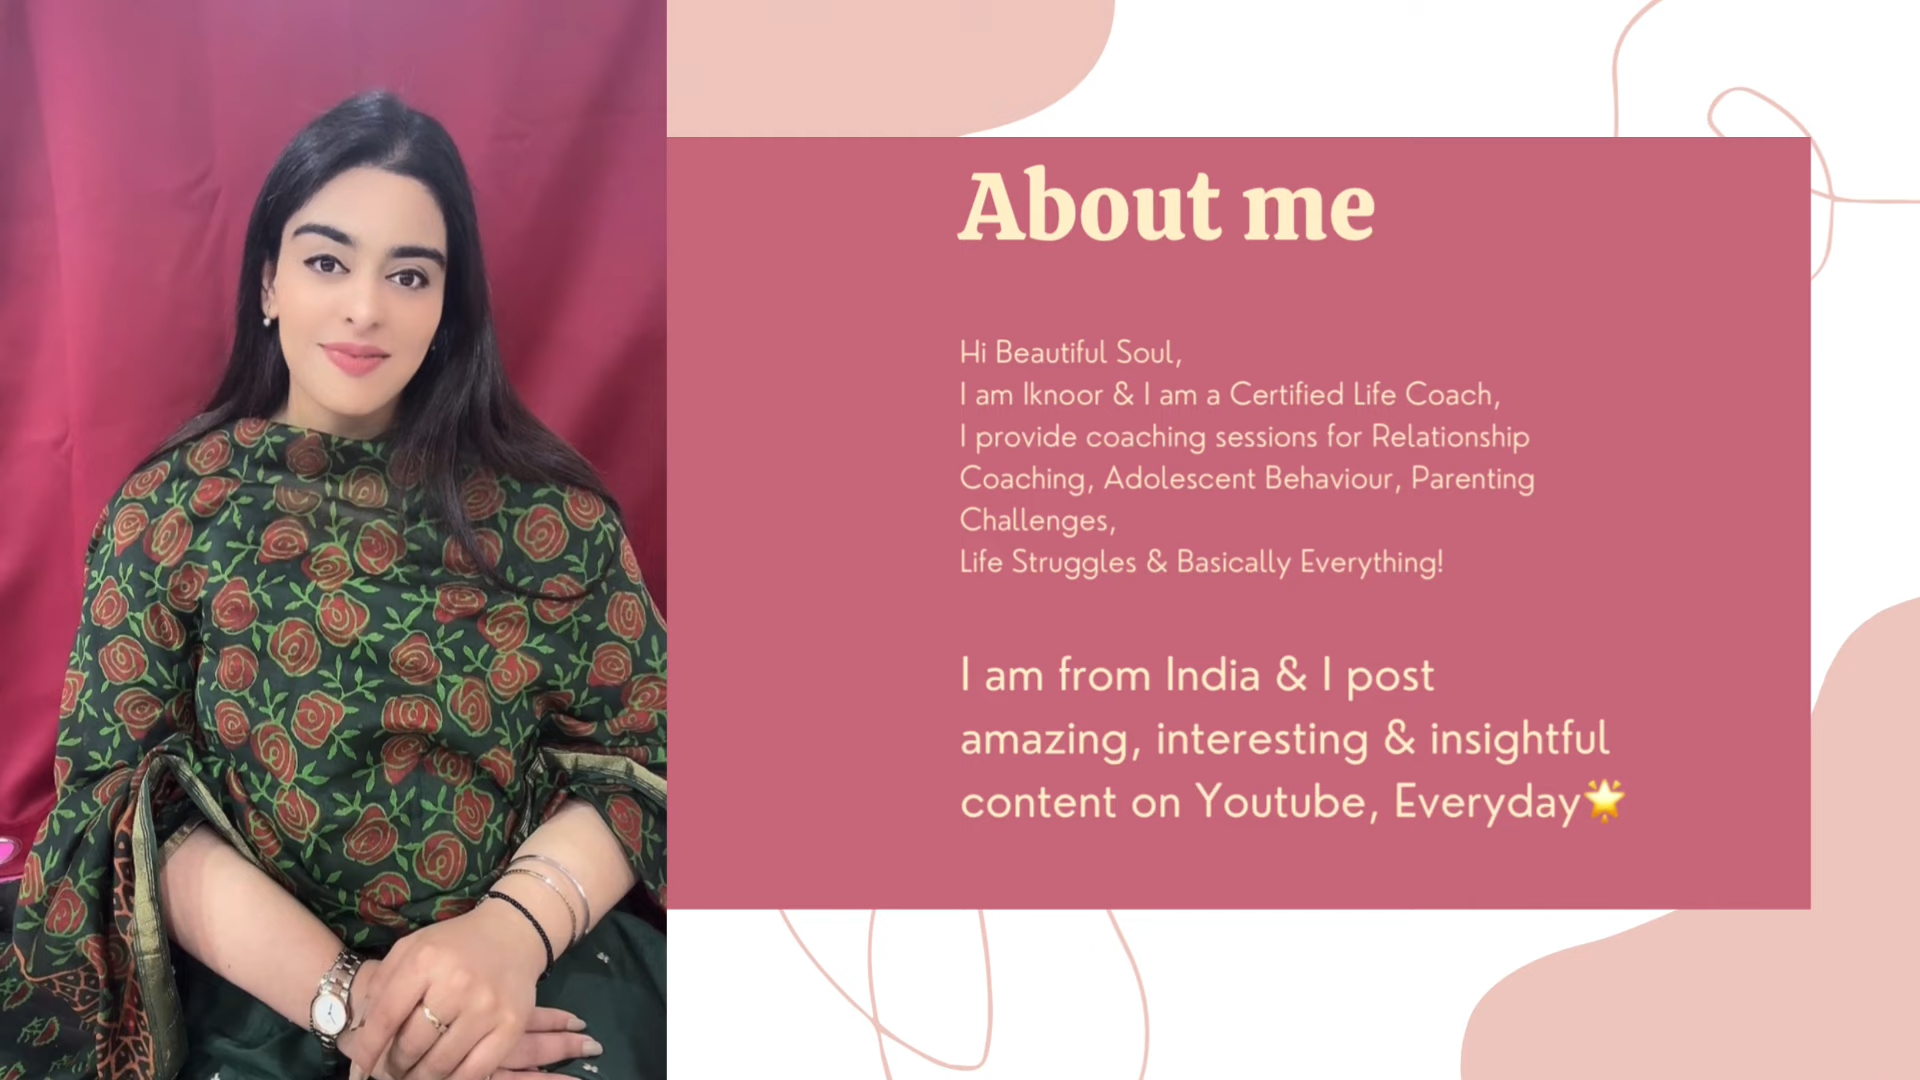 About me
Hi Beautiful Soul,
I am Iknoor & I am a Certified Life Coach,
I provide coaching sessions for Relationship
Coaching, Adolescent Behaviour, Parenting
Challenges,
Life Struggles & Basically Everything!
I am from India & I post
amazing, interesting & insightful
content on Youtube, Everyday🌟